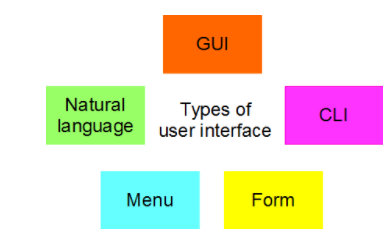 GUI
Natural
language
Types of
user interface
CLI
Menu
Form